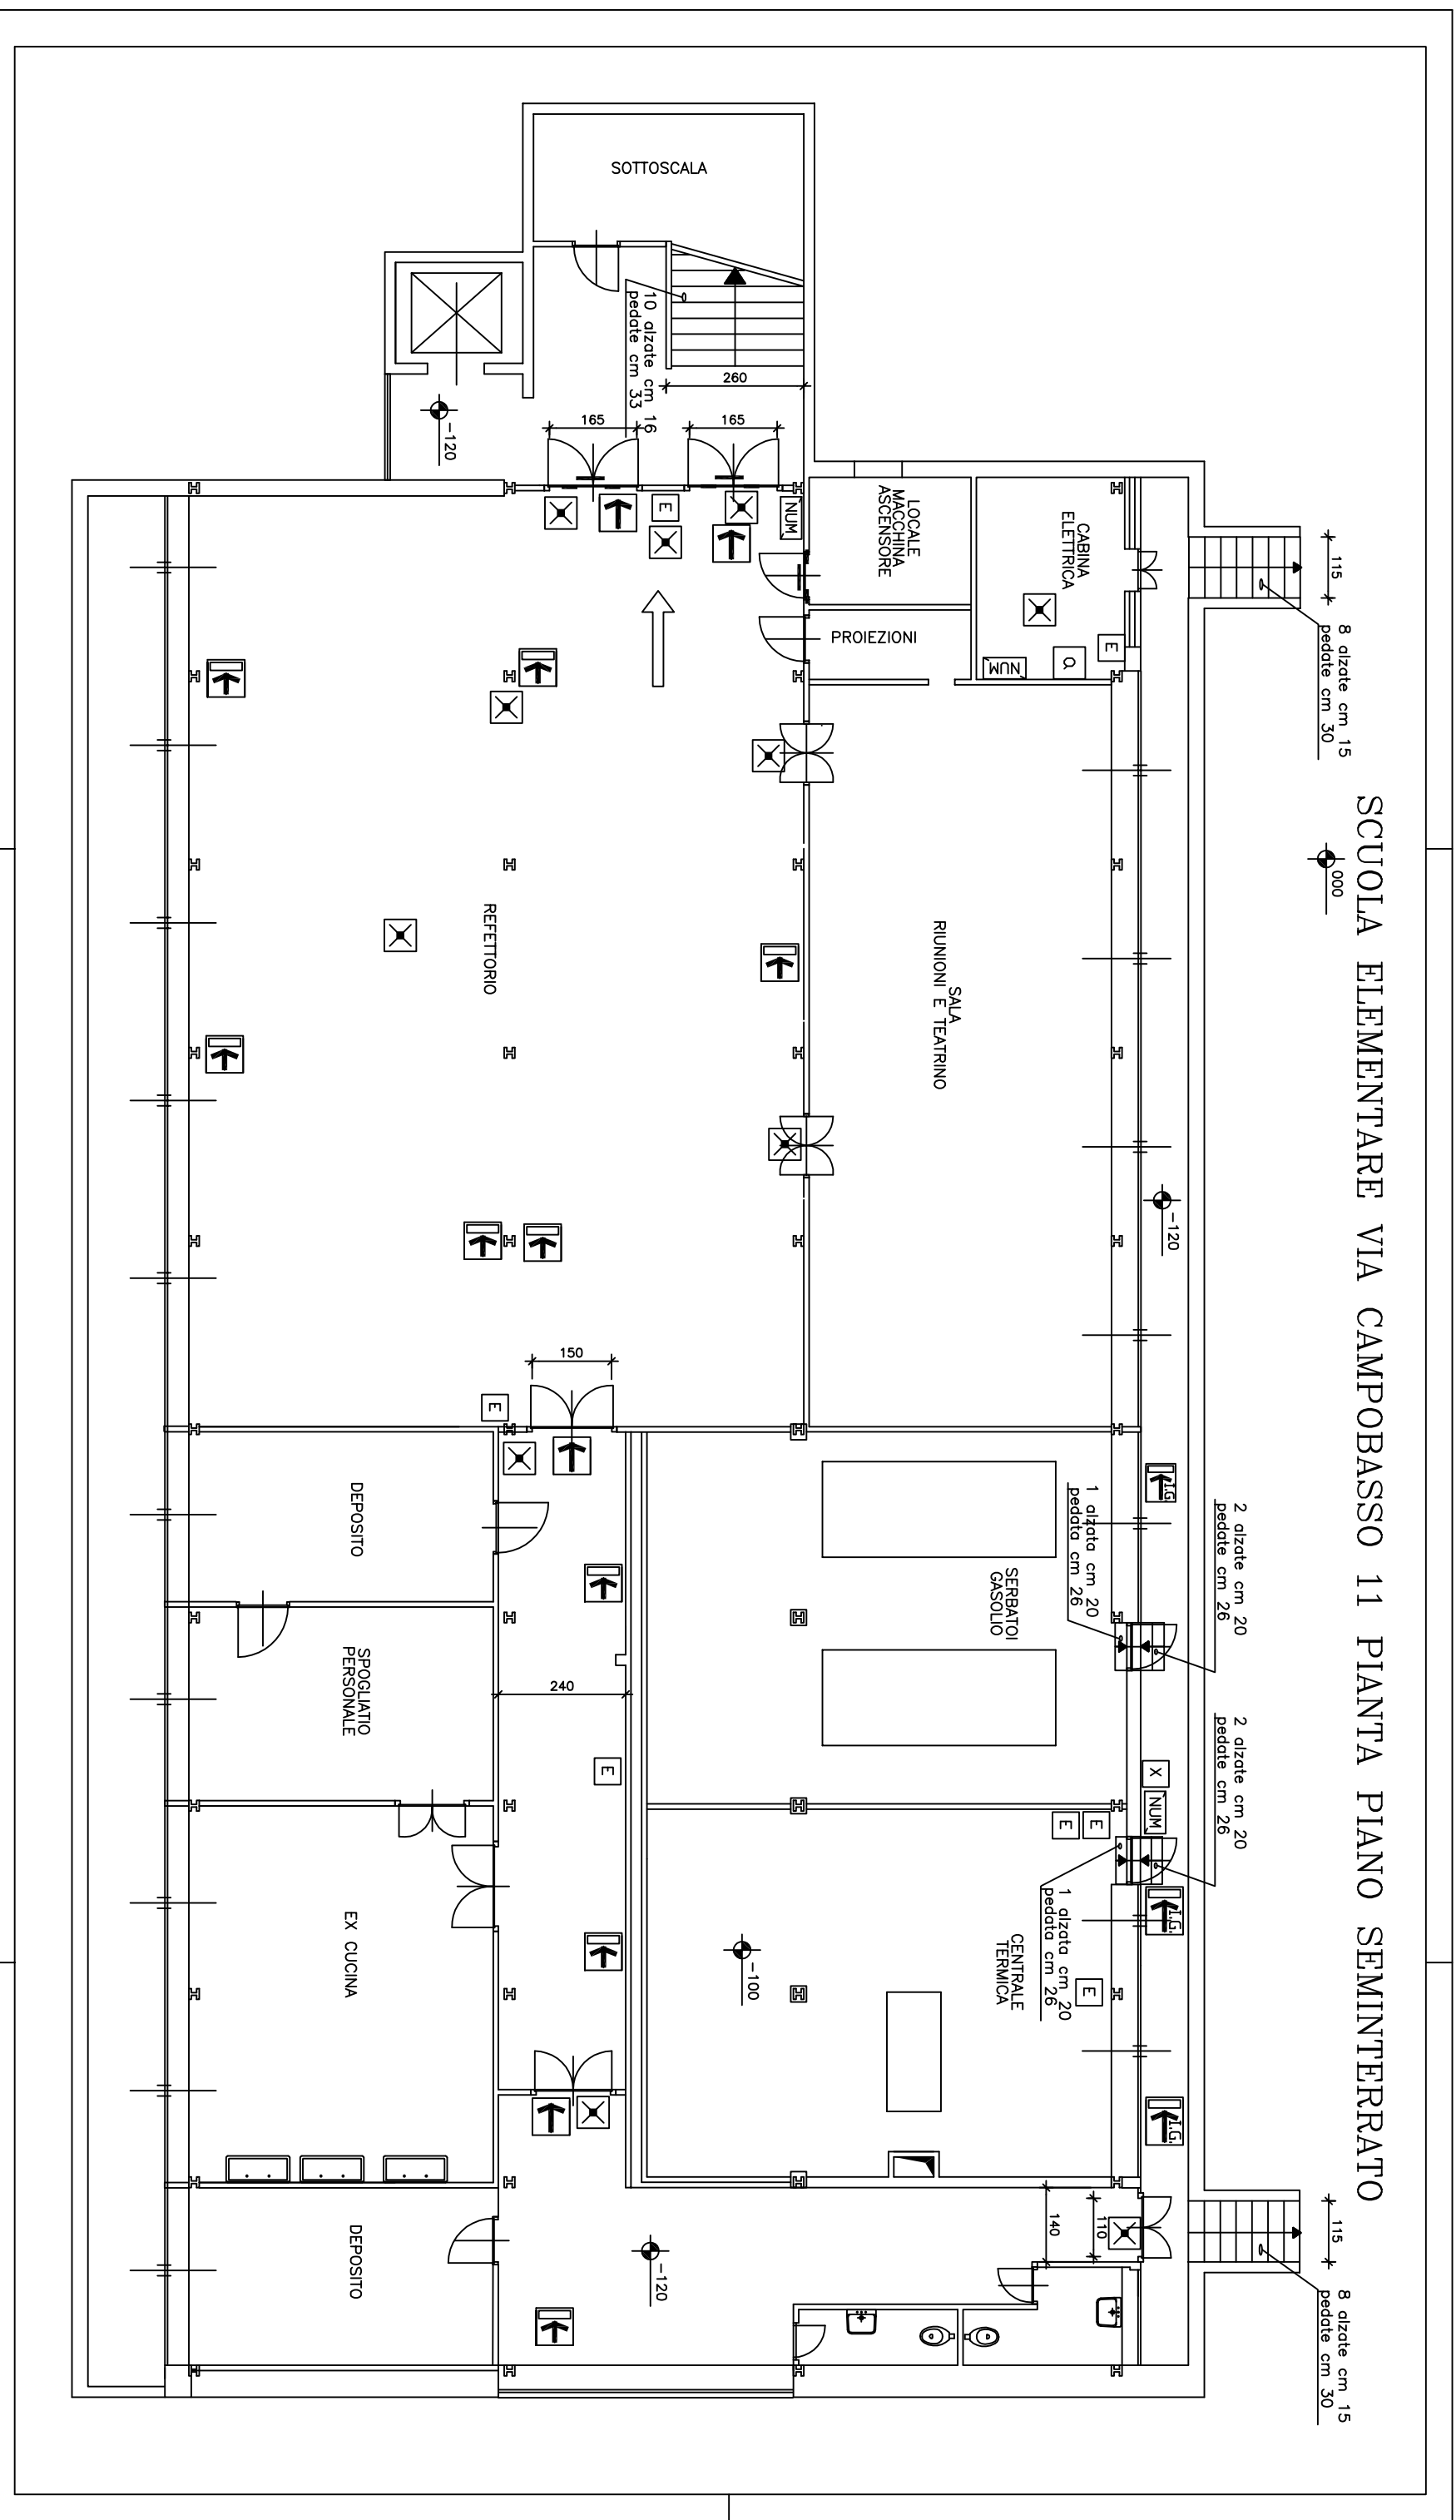 SCUOLA ELEMENTARE VIA CAMPOBASSO 11 PIANTA PIANO SEMINTERRATO
115
8 alzate cm 15
pedate cm 30
000
115
8 alzate cm 15
pedate cm 30
2 alzate cm 20
pedate cm 26
2 alzate cm 20
pedate cm 26
-120
I.G.
X
NUM
I.G.
I.G.
CABINA
ELETTRICA
E
Q
NUM
1 alzata cm 20
pedata cm 26
E
E
1 alzata cm 20
pedata cm 26
E
110
140
LOCALE
MACCHINA
ASCENSORE
PROIEZIONI
SALA
RIUNIONI E TEATRINO
SERBATOI
GASOLIO
CENTRALE
TERMICA
-100
SOTTOSCALA
260
10 alzate cm 16
pedate cm 33
165
165
NUM
E
-120
REFETTORIO
150
E
240
E
-120
DEPOSITO
SPOGLIATIO
PERSONALE
EX CUCINA
DEPOSITO